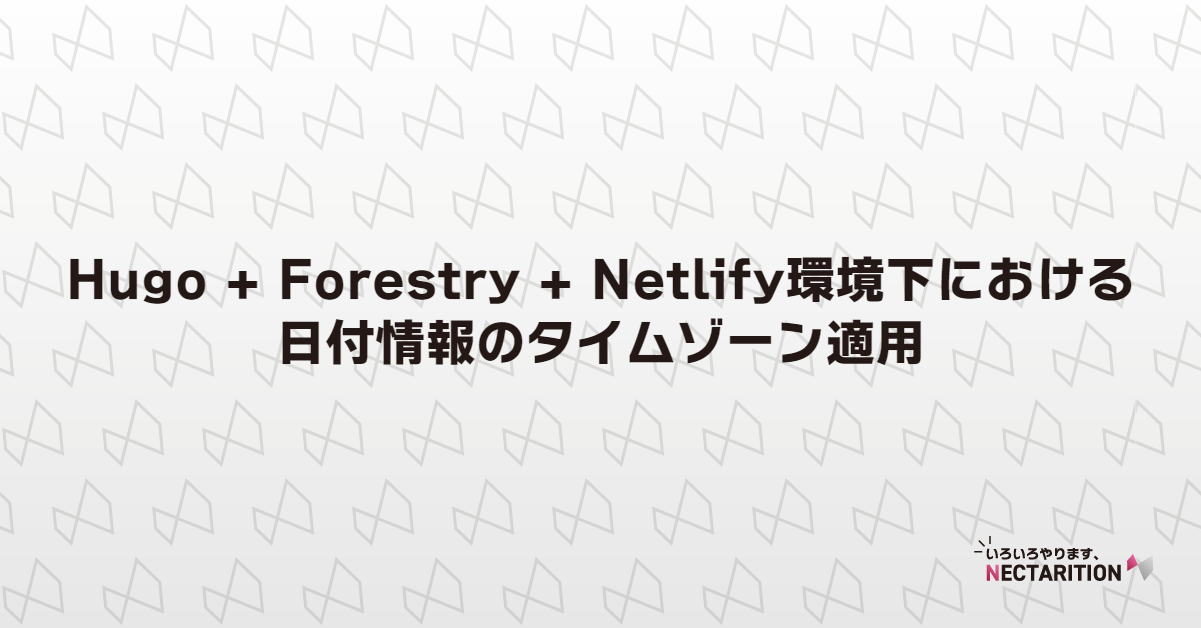 Hugo + Forestry + Netlify環境下における
日付情報のタイムゾーン適用
いろいろやります、
NECTARITION